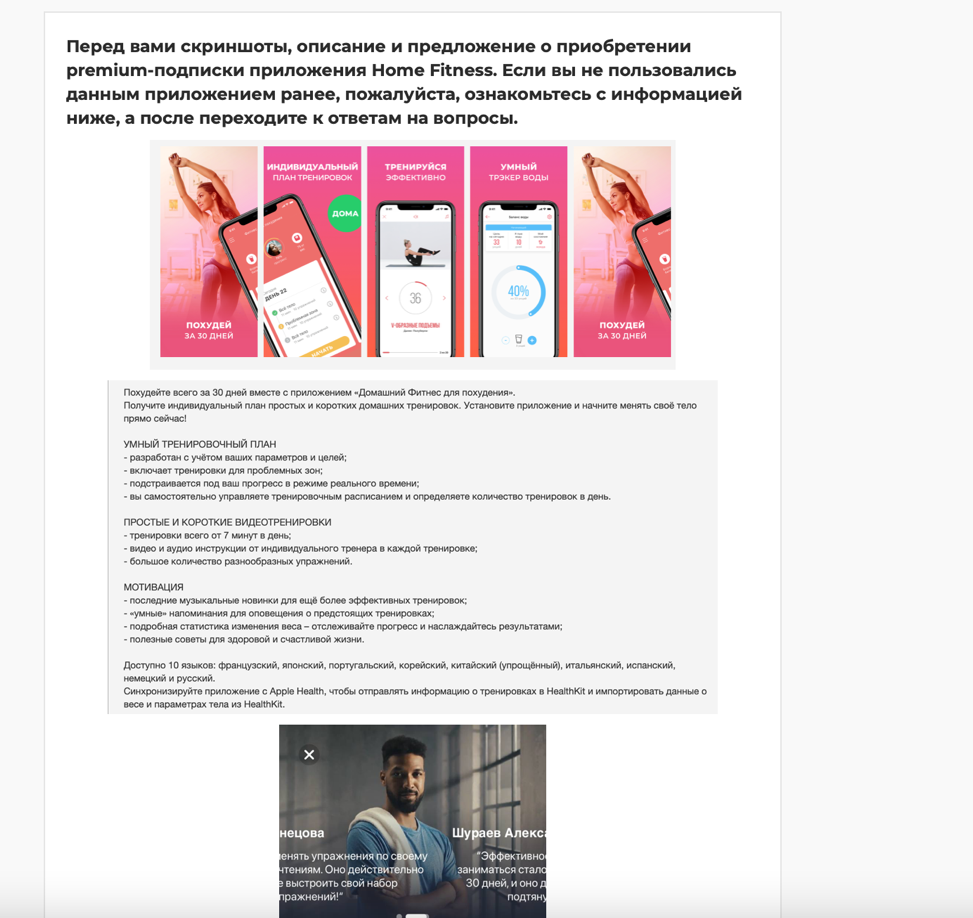 Перед вами скриншоты, описание и предложение о приобретении
premium-подписки приложения Home Fitness. Если вы не пользовались
данным приложением ранее, пожалуйста, ознакомьтесь с информацией
ниже, а после переходите к ответам на вопросы.
ПОХУДЕЙ
ЗА 30 ДНЕЙ
ИНДИВИДУАЛЬНЫЙ
ПЛАН ТРЕНИРОВОК
ДОМА
ДЕНЬ 22
ТРЕНИРУЙСЯ
ЭФФЕКТИВНО
36
V-ОБРАЗНЫЕ ПОДЪЕМЫ
УМНЫЙ
ТРЭКЕР ВОДЫ
40%
ПОХУДЕЙ
ЗА 30 ДНЕЙ
Похудейте всего за 30 дней вместе с приложением «Домашний Фитнес для похудения».
Получите индивидуальный план простых и коротких домашних тренировок. Установите приложение и начните менять своё тело
прямо сейчас!
УМНЫЙ ТРЕНИРОВОЧНЫЙ ПЛАН
- разработан с учётом ваших параметров и целей;
- включает тренировки для проблемных зон;
- подстраивается под ваш прогресс в режиме реального времени;
- вы самостоятельно управляете тренировочным расписанием и определяете количество тренировок в день.
ПРОСТЫЕ И КОРОТКИЕ ВИДЕОТРЕНИРОВКИ
- тренировки всего от 7 минут в день;
- видео и аудио инструкции от индивидуального тренера в каждой тренировке;
- большое количество разнообразных упражнений.
МОТИВАЦИЯ
- последние музыкальные новинки для ещё более эффективных тренировок;
- «умные» напоминания для оповещения о предстоящих тренировках;
- подробная статистика изменения веса – отслеживайте прогресс и наслаждайтесь результатами;
- полезные советы для здоровой и счастливой жизни.
Доступно 10 языков: французский, японский, португальский, корейский, китайский (упрощённый), итальянский, испанский,
немецкий и русский.
Синхронизируйте приложение с Apple Health, чтобы отправлять информацию о тренировках в HealthKit и импортировать данные о
весе и параметрах тела из HealthKit.
нецова
енять упражнения по своему
чтениям. Оно действительно
е выстроить свой набор
пражнений!“
Шураев Алекса
“Эффективнос
заниматься стало
30 дней, и оно д
подтяну